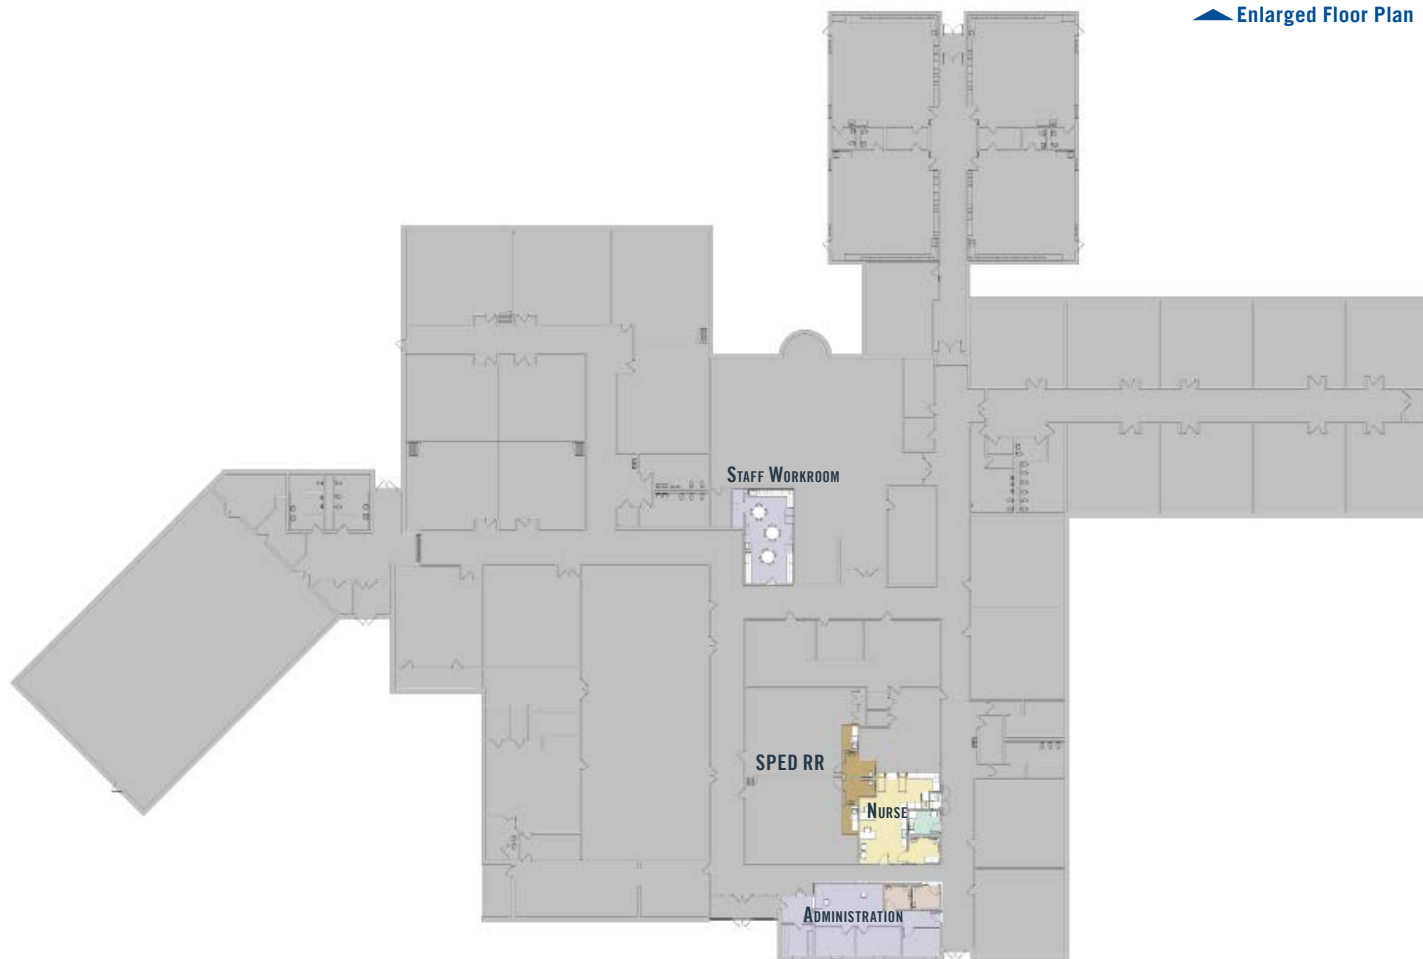 Enlarged Floor Plan
STAFF WORKROOM
SPED RR
NURSE
ADMINISTRATION